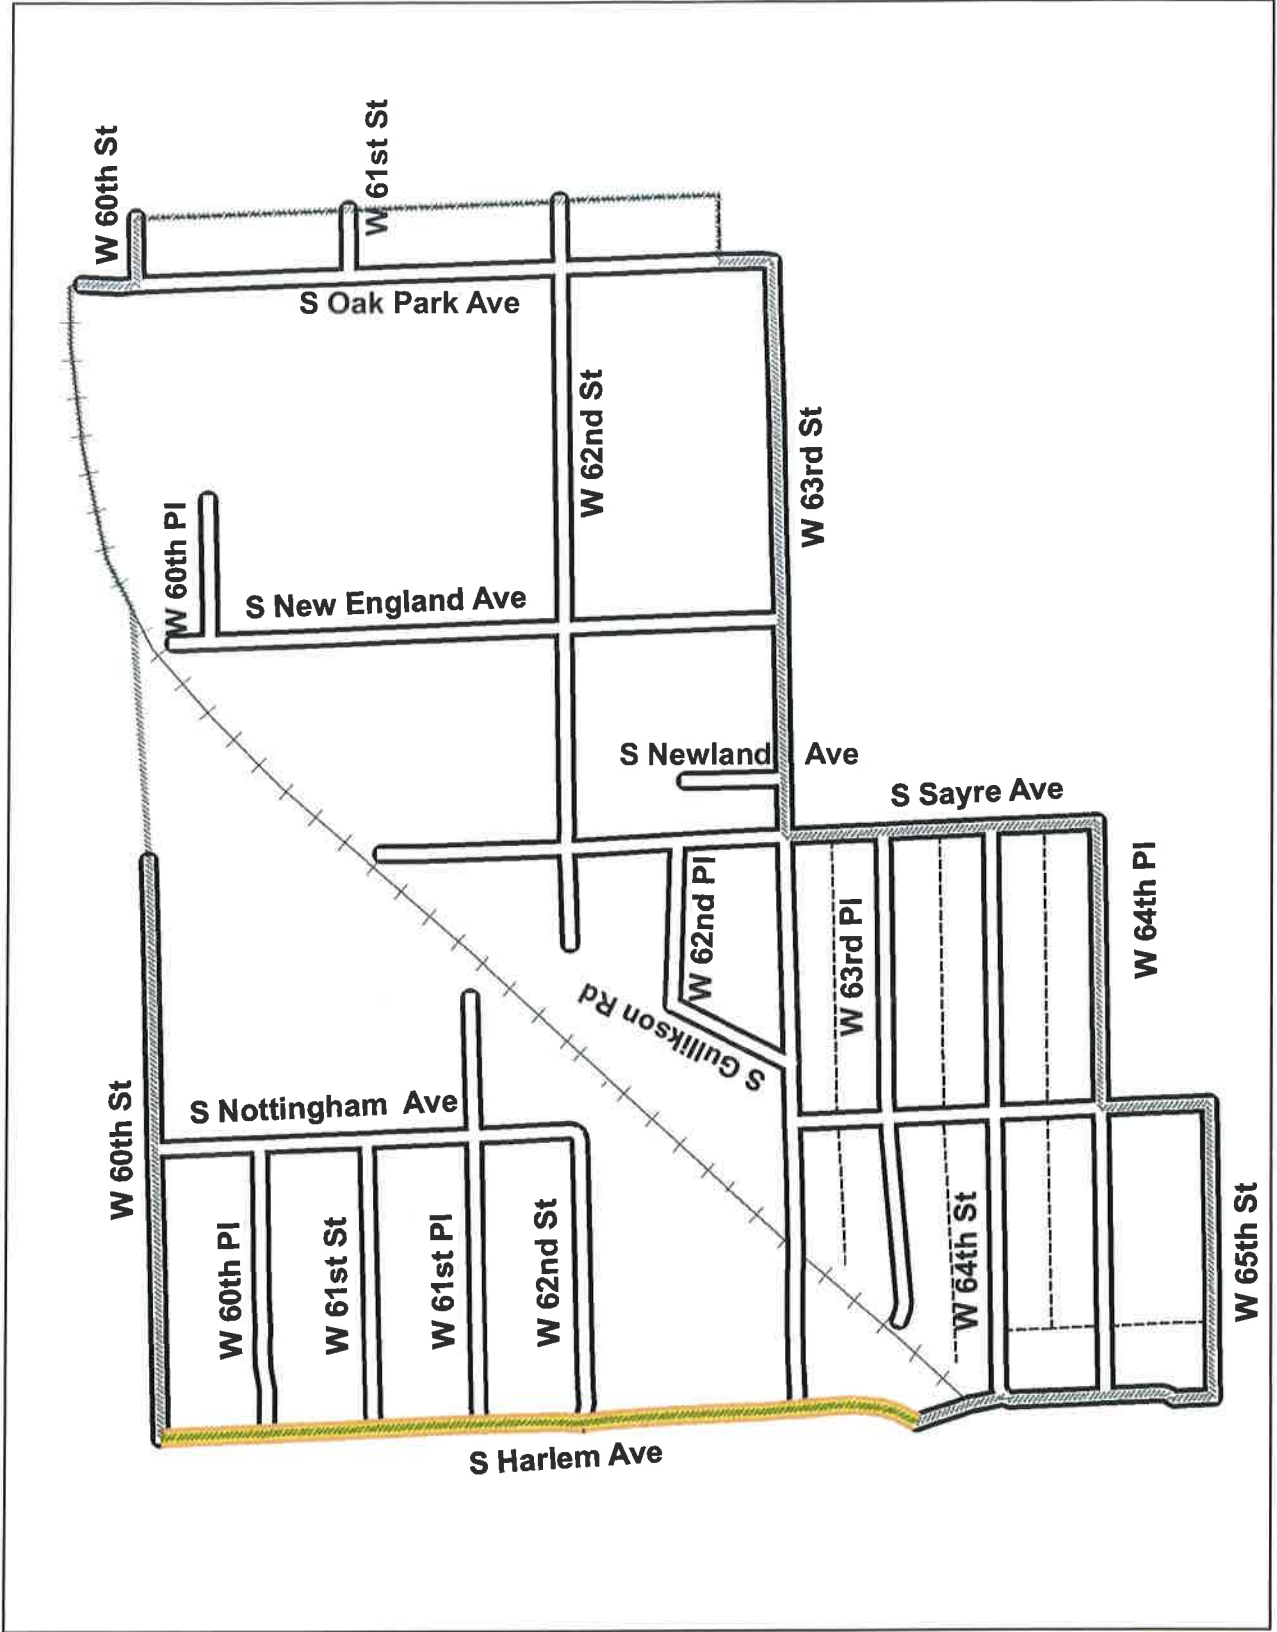 W 60th St
W 61st St
S Oak Park Ave
W 62nd St
W 63rd St
W 60th Pl
S New England Ave
S Newland Ave
S Sayre Ave
W 62nd Pl
W 63rd Pl
W 64th Pl
S Gullikson Rd
W 60th St
S Nottingham Ave
W 60th Pl
W 61st St
W 61st Pl
W 62nd St
W 64th St
W 65th St
S Harlem Ave